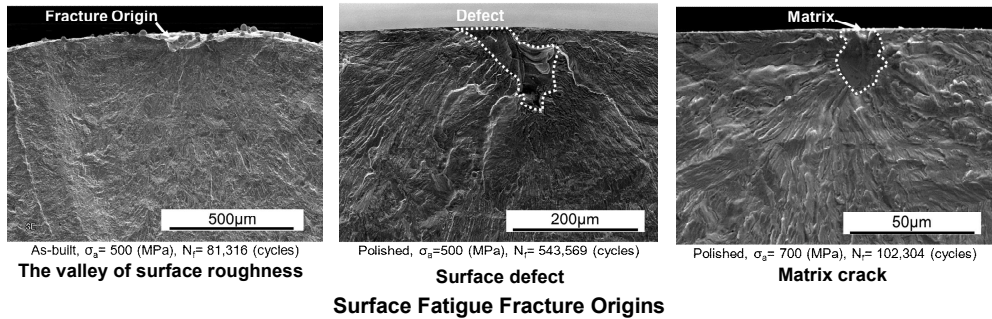 Fracture Origin
500μm
As-built, σa= 500 (MPa), Nf= 81,316 (cycles)
The valley of surface roughness
Defect
200μm
Polished, σa=500 (MPa), Nf= 543,569 (cycles)
Surface defect
Matrix
50μm
Polished, σa= 700 (MPa), Nf= 102,304 (cycles)
Matrix crack
Surface Fatigue Fracture Origins